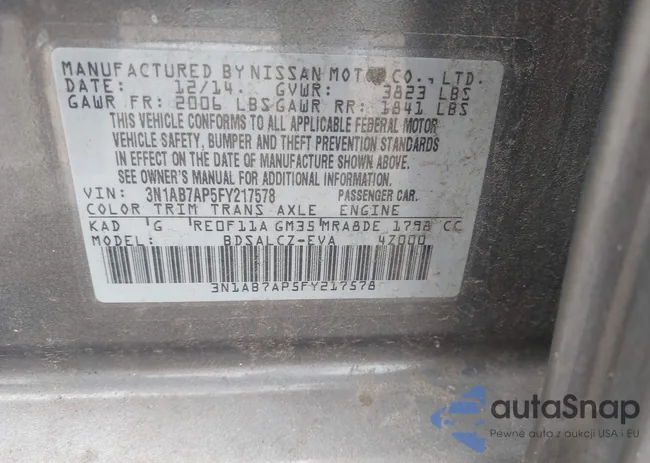 MANUFACTURED BY NISSAN MOTOR CO., LTD.
DATE: 12/14 GVWR: 3823 LBS
GAWR FR: 2006 LBS GAWR RR: 1841 LBS
THIS VEHICLE CONFORMS TO ALL APPLICABLE FEDERAL MOTOR
VEHICLE SAFETY, BUMPER AND THEFT PREVENTION STANDARDS
IN EFFECT ON THE DATE OF MANUFACTURE SHOWN ABOVE.
SEE OWNER'S MANUAL FOR ADDITIONAL INFORMATION.
VIN: 3N1AB7AP5FY217578 PASSENGER CAR.
COLOR TRIM TRANS AXLE ENGINE
KAD G RE0F11A GM35 MRA8DE 1798 CC
MODEL: BDSALCZ-EVA 4Z000
3N1AB7AP5FY217578
autaSnap
Pewne auta z aukcji USA i EU